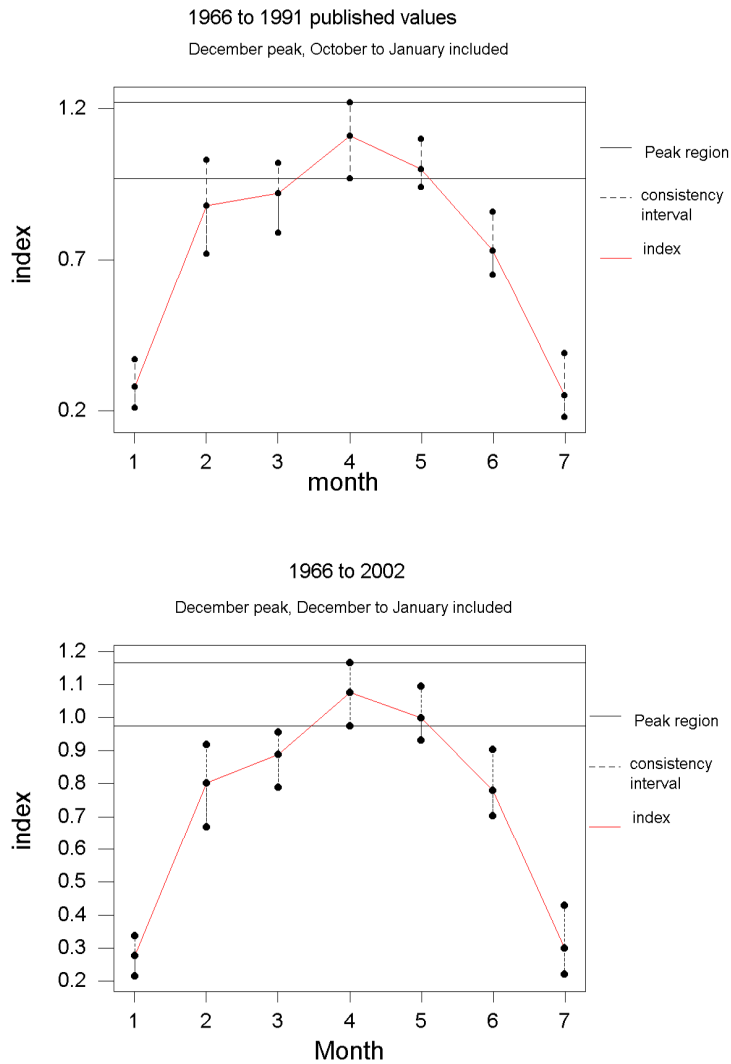 1966 to 1991 published values
December peak, October to January included
1.2
0.7
0.2
index
1 2 3 4 5 6 7
month
Peak region
consistency
interval
index
1966 to 2002
December peak, December to January included
1.2
1.1
1.0
0.9
0.8
0.7
0.6
0.5
0.4
0.3
0.2
index
1 2 3 4 5 6 7
Month
Peak region
consistency
interval
index